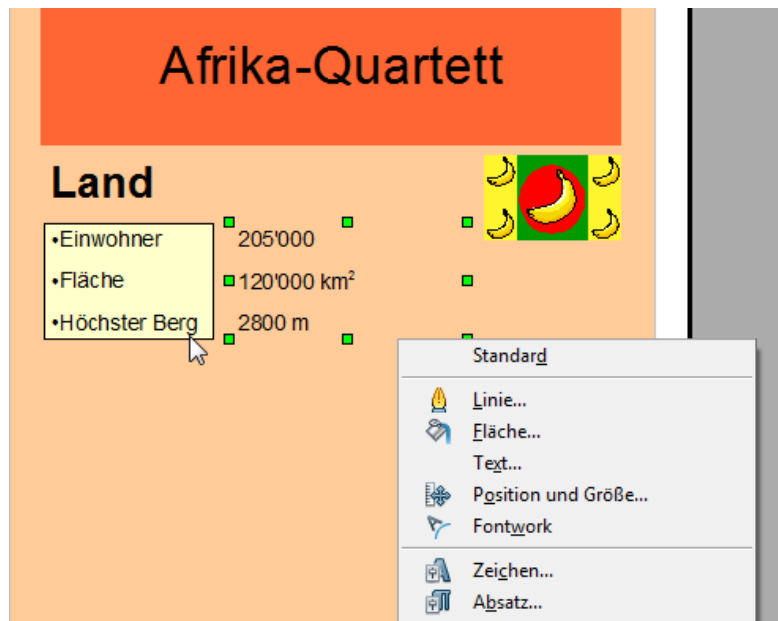 Afrika-Quartett
Land
•Einwohner 205'000
•Fläche 120'000 km²
•Höchster Berg 2800 m
Standard
Linie...
Fläche...
Text...
Position und Größe...
Fontwork
Zeichen...
Absatz...